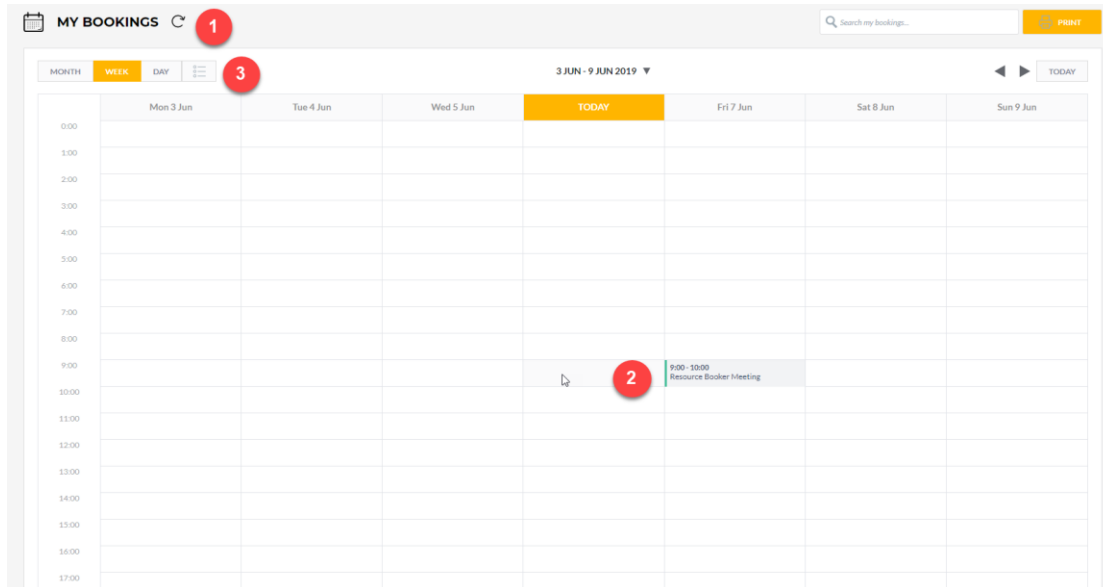 MY BOOKINGS 1
Search my bookings...
PRINT
MONTH WEEK DAY 3
3 JUN - 9 JUN 2019 ▼
TODAY
Mon 3 Jun Tue 4 Jun Wed 5 Jun TODAY Fri 7 Jun Sat 8 Jun Sun 9 Jun
0:00
1:00
2:00
3:00
4:00
5:00
6:00
7:00
8:00
9:00
2
9:00 - 10:00
Resource Booker Meeting
10:00
11:00
12:00
13:00
14:00
15:00
16:00
17:00